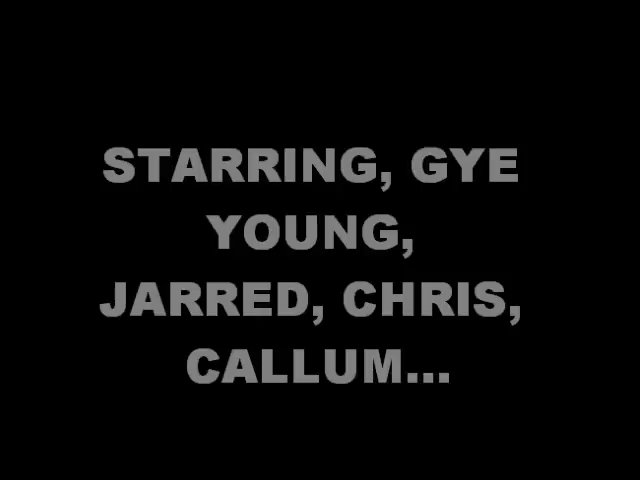 STARRING, GYE
YOUNG,
JARRED, CHRIS,
CALLUM...